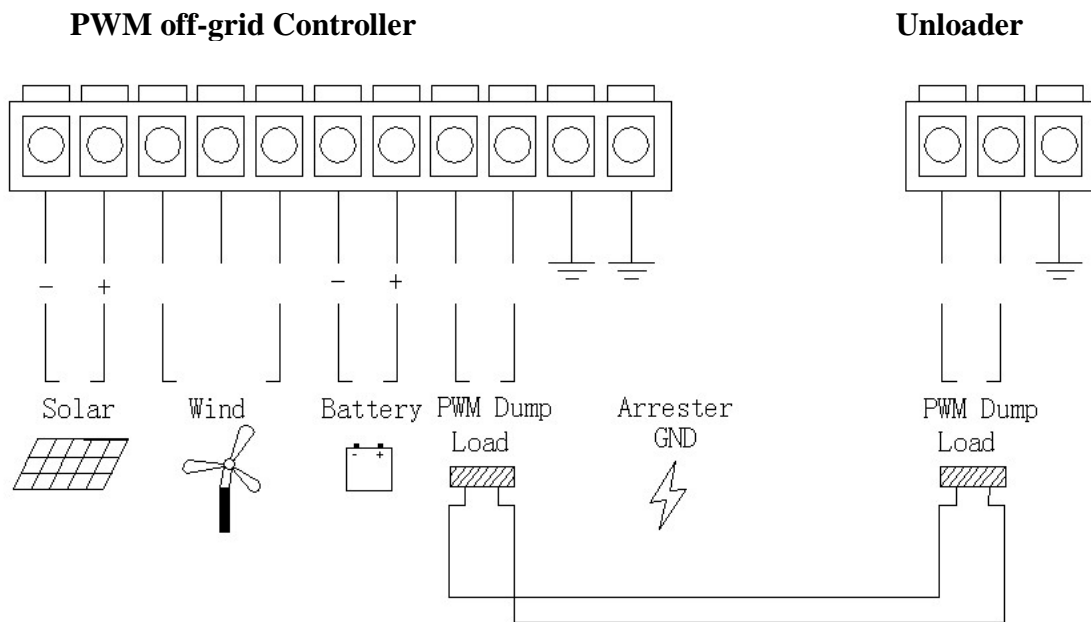 PWM off-grid Controller Unloader
- + - +
Solar Wind Battery PWM Dump Load Arrester GND PWM Dump Load
- +